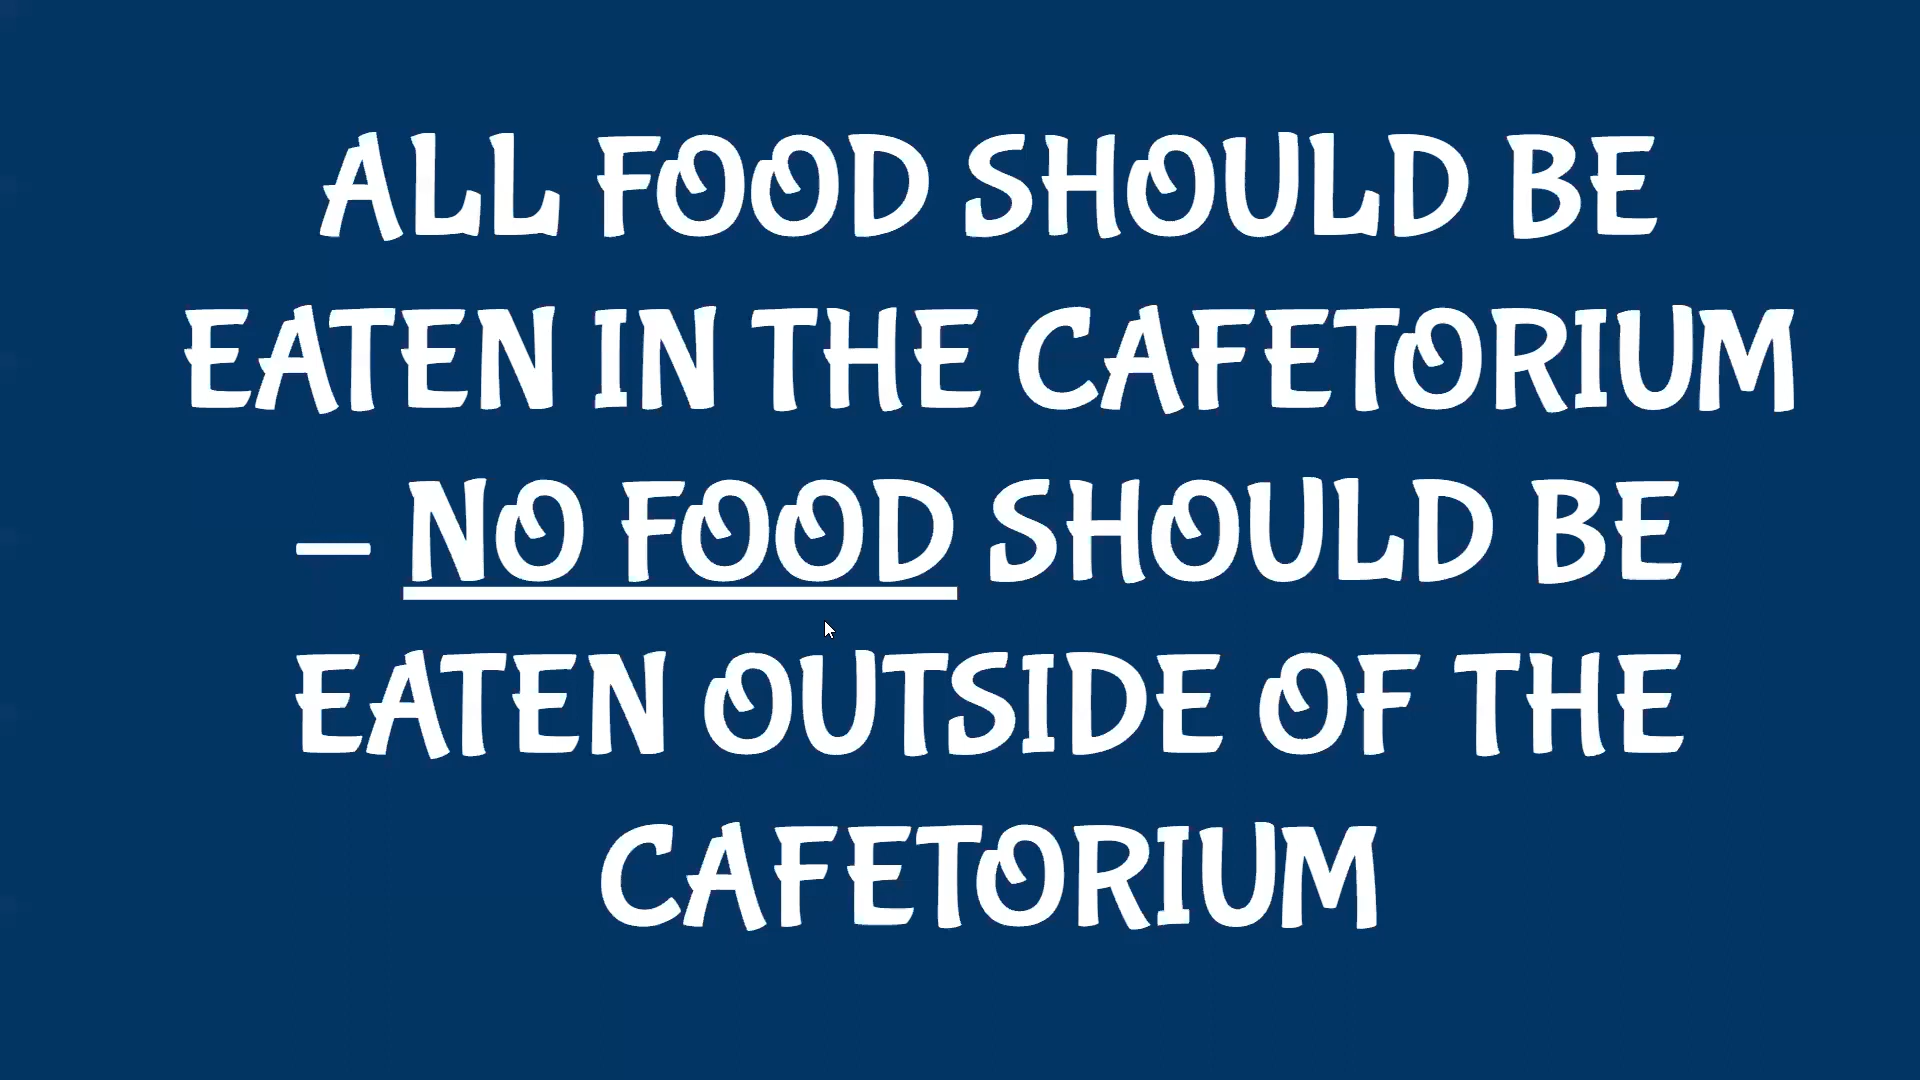 ALL FOOD SHOULD BE
EATEN IN THE CAFETORIUM
– NO FOOD SHOULD BE
EATEN OUTSIDE OF THE
CAFETORIUM